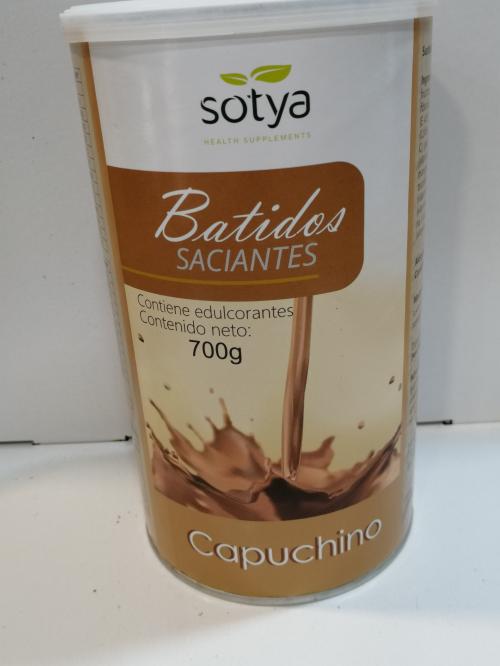 sotya
HEALTH SUPPLEMENTS
Batidos
SACIANTES
Contiene edulcorantes
Contenido neto:
700g
Capuchino